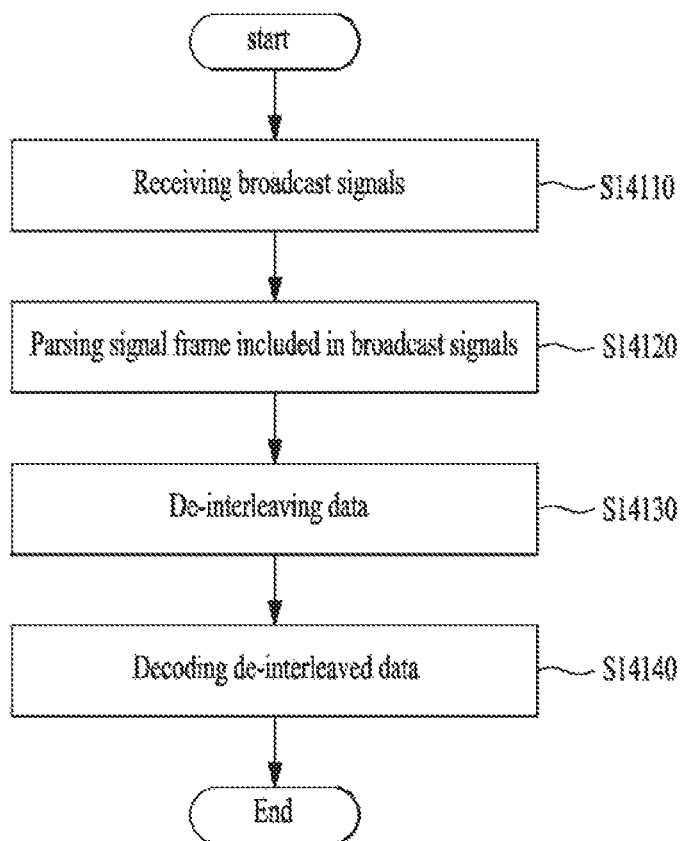 start
Receiving broadcast signals
S14110
Parsing signal frame included in broadcast signals
S14120
De-interleaving data
S14130
Decoding de-interleaved data
S14140
End